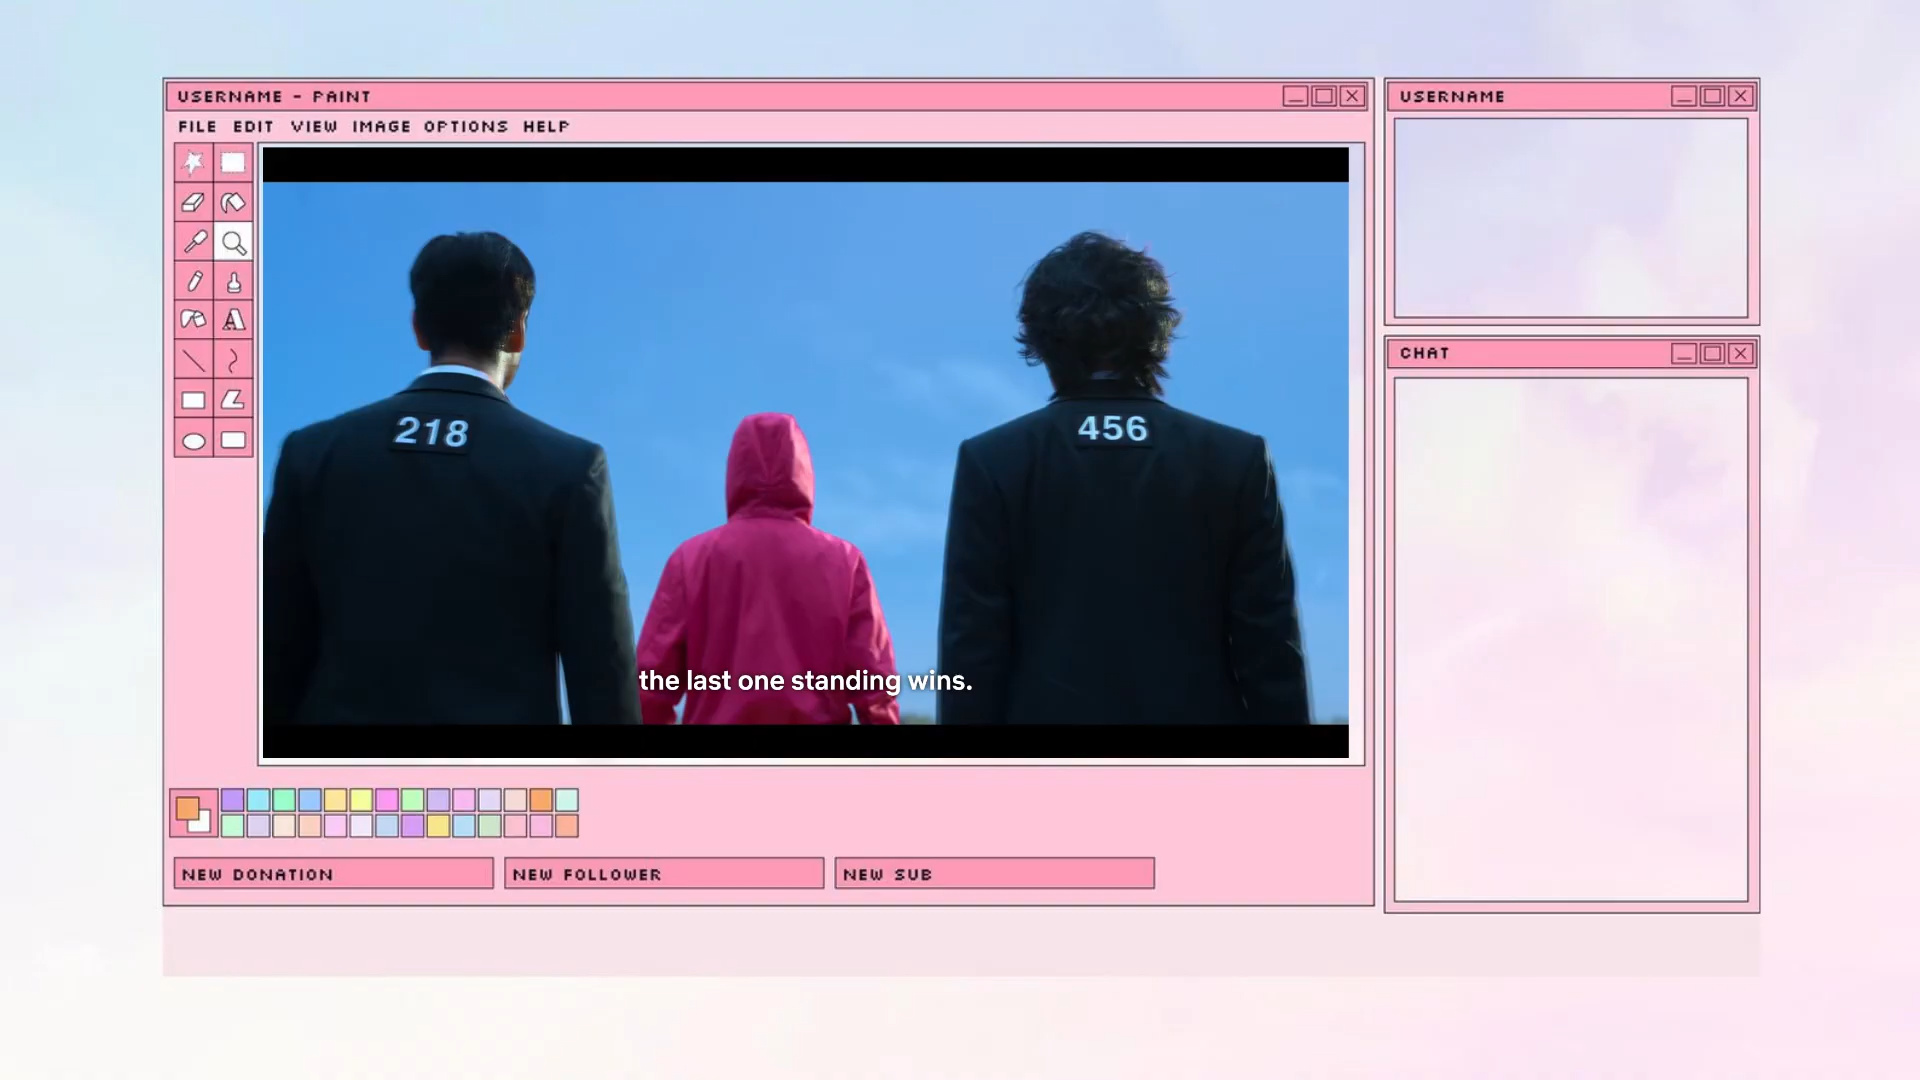 USERNAME - PAINT
FILE EDIT VIEW IMAGE OPTIONS HELP
A
218
456
the last one standing wins.
NEW DONATION
NEW FOLLOWER
NEW SUB
USERNAME
CHAT